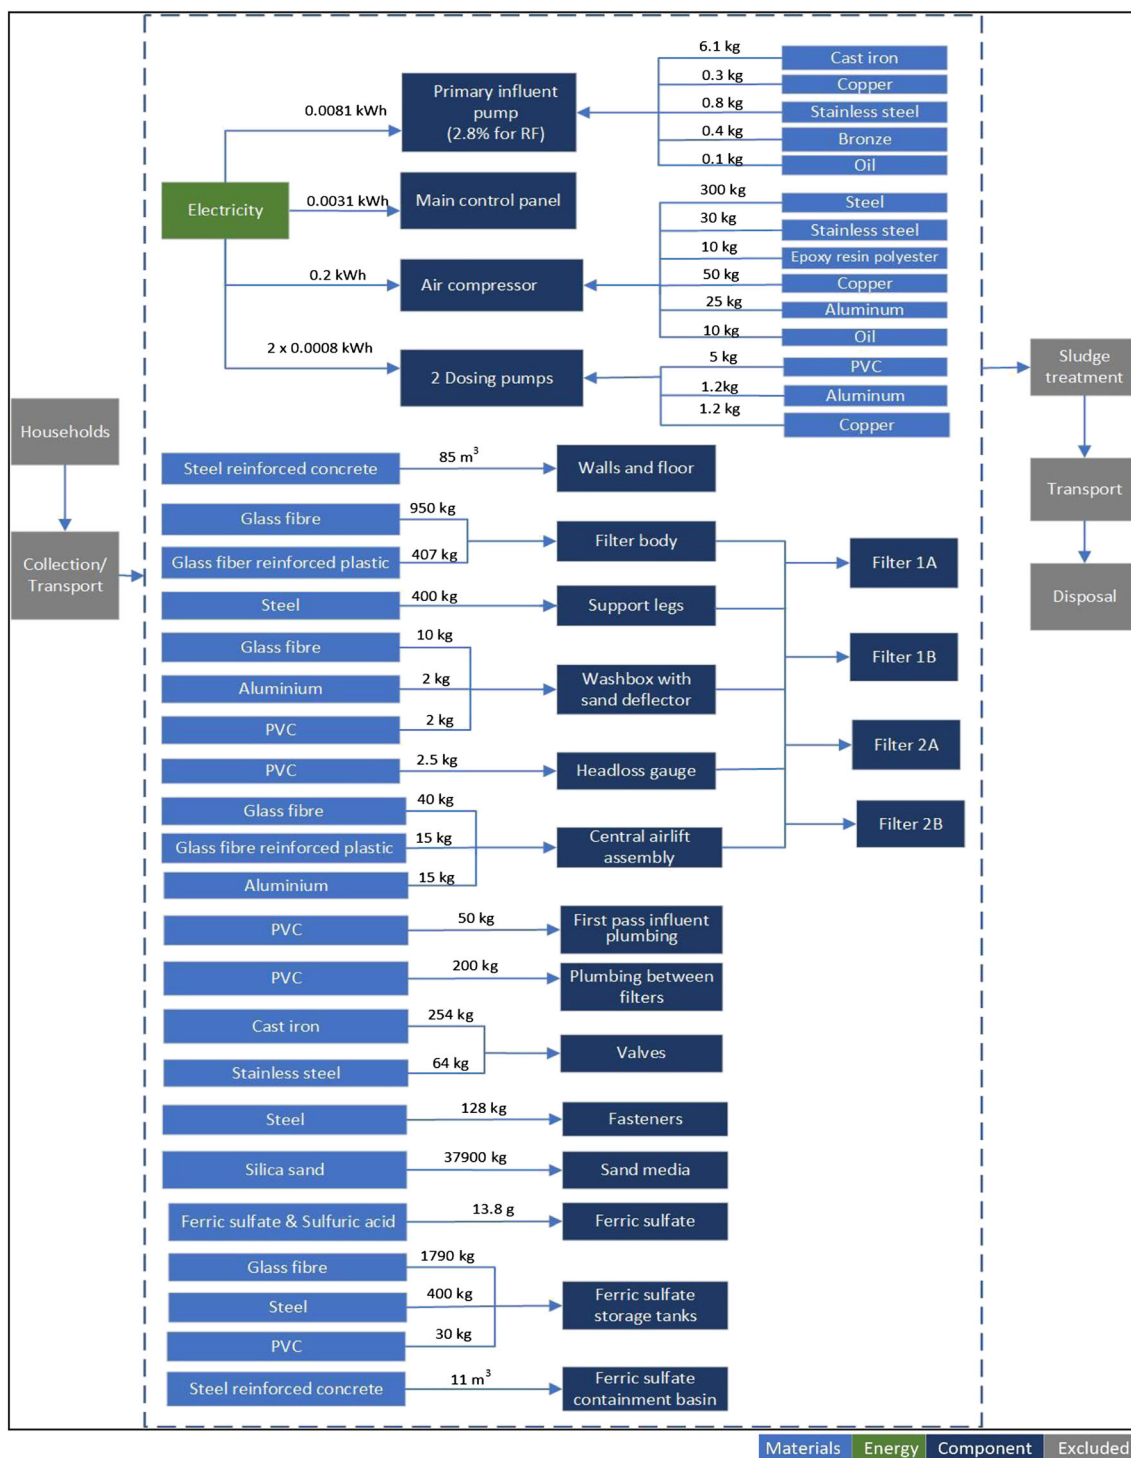 6.1 kg
Cast iron
0.3 kg
Copper
Primary influent
pump
(2.8% for RF)
0.0081 kWh
0.8 kg
Stainless steel
0.4 kg
Bronze
0.1 kg
Oil
Electricity
0.0031 kWh
Main control panel
300 kg
Steel
30 kg
Stainless steel
10 kg
Epoxy resin polyester
0.2 kWh
Air compressor
50 kg
Copper
25 kg
Aluminum
10 kg
Oil
2 x 0.0008 kWh
2 Dosing pumps
5 kg
PVC
1.2kg
Aluminum
1.2 kg
Copper
Households
Collection/
Transport
Sludge
treatment
Transport
Disposal
Steel reinforced concrete
85 m³
Walls and floor
Glass fibre
950 kg
Glass fiber reinforced plastic
407 kg
Filter body
Steel
400 kg
Support legs
Glass fibre
10 kg
Aluminium
2 kg
PVC
2 kg
Washbox with
sand deflector
PVC
2.5 kg
Headloss gauge
Glass fibre
40 kg
Glass fibre reinforced plastic
15 kg
Aluminium
15 kg
Central airlift
assembly
Filter 1A
Filter 1B
Filter 2A
Filter 2B
PVC
50 kg
First pass influent
plumbing
PVC
200 kg
Plumbing between
filters
Cast iron
254 kg
Stainless steel
64 kg
Valves
Steel
128 kg
Fasteners
Silica sand
37900 kg
Sand media
Ferric sulfate & Sulfuric acid
13.8 g
Ferric sulfate
Glass fibre
1790 kg
Steel
400 kg
PVC
30 kg
Ferric sulfate
storage tanks
Steel reinforced concrete
11 m³
Ferric sulfate
containment basin
Materials Energy Component Excluded